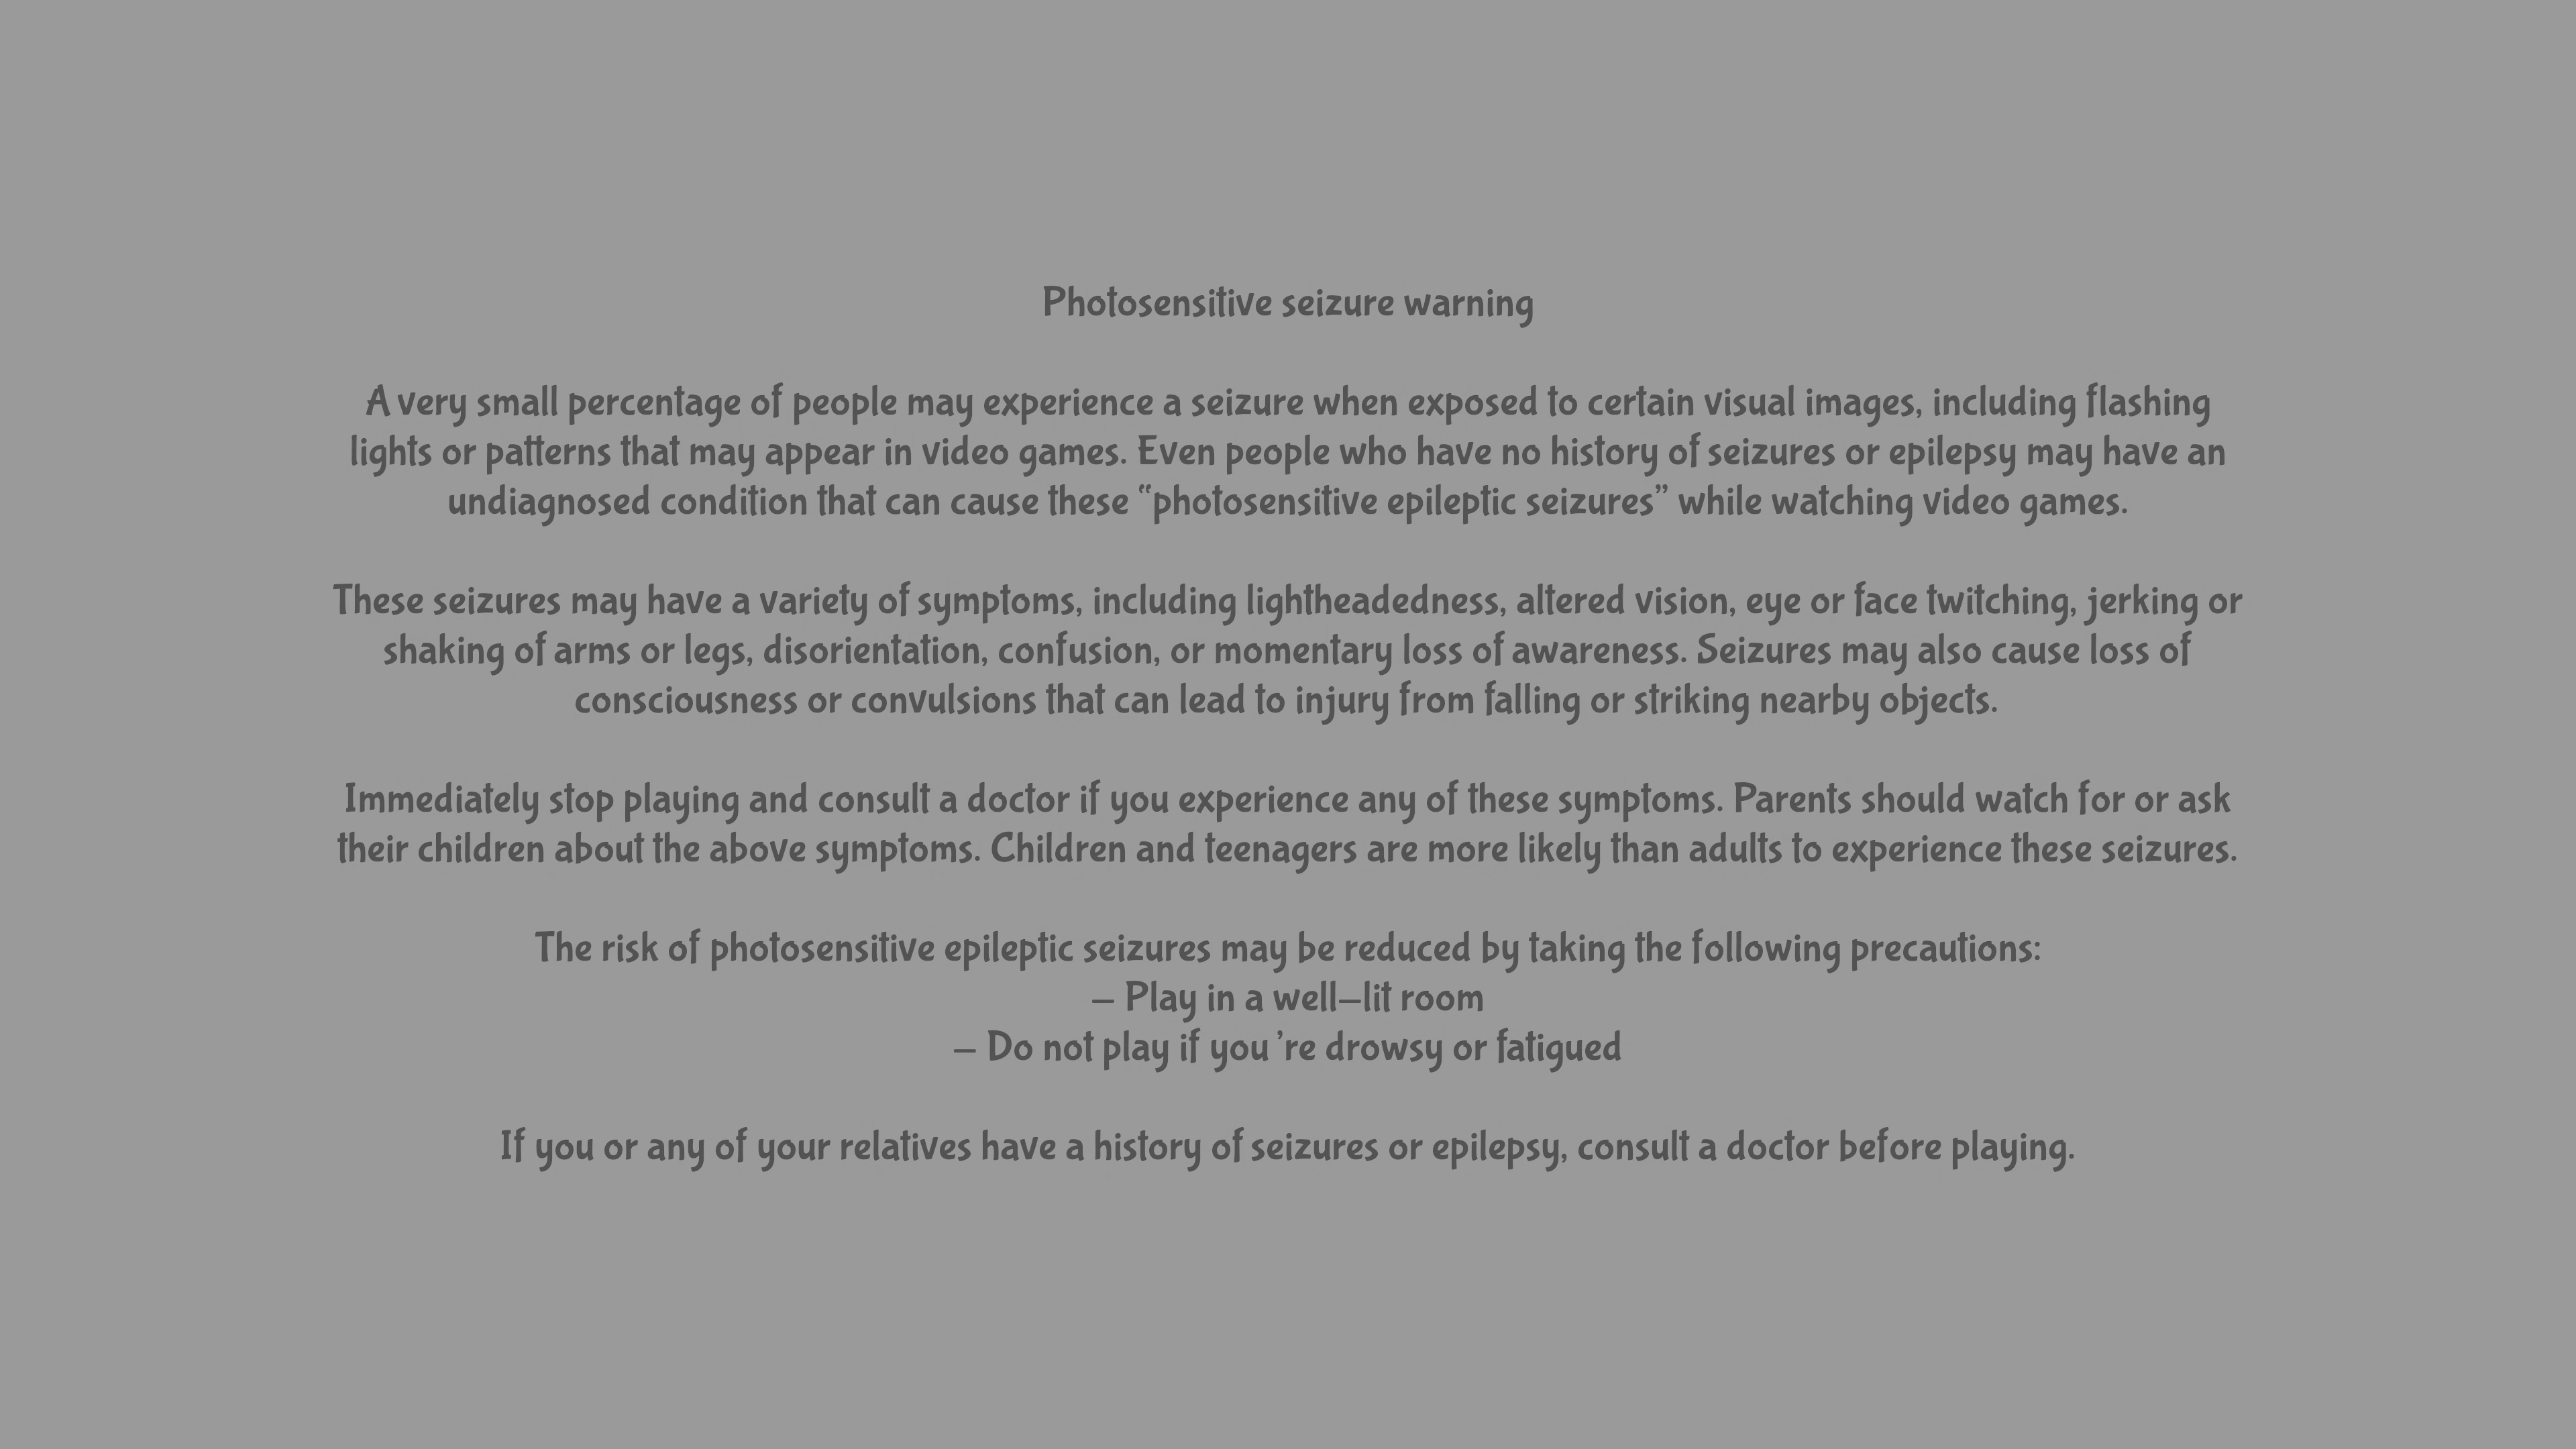 Photosensitive seizure warning
A very small percentage of people may experience a seizure when exposed to certain visual images, including flashing
lights or patterns that may appear in video games. Even people who have no history of seizures or epilepsy may have an
undiagnosed condition that can cause these “photosensitive epileptic seizures” while watching video games.
These seizures may have a variety of symptoms, including lightheadedness, altered vision, eye or face twitching, jerking or
shaking of arms or legs, disorientation, confusion, or momentary loss of awareness. Seizures may also cause loss of
consciousness or convulsions that can lead to injury from falling or striking nearby objects.
Immediately stop playing and consult a doctor if you experience any of these symptoms. Parents should watch for or ask
their children about the above symptoms. Children and teenagers are more likely than adults to experience these seizures.
The risk of photosensitive epileptic seizures may be reduced by taking the following precautions:
– Play in a well–lit room
– Do not play if you ’re drowsy or fatigued
If you or any of your relatives have a history of seizures or epilepsy, consult a doctor before playing.